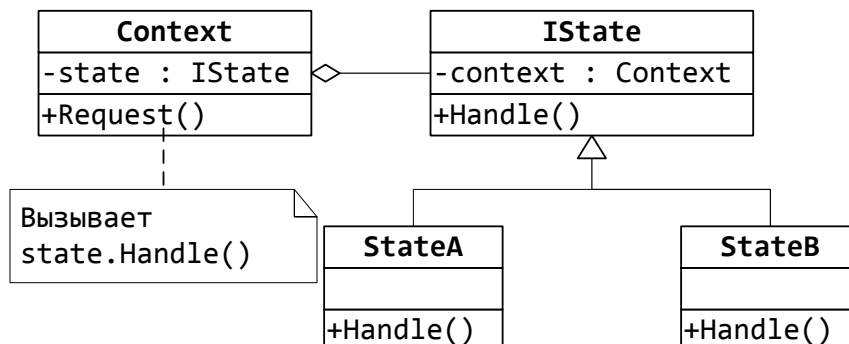 Context
-state : IState
+Request()
IState
-context : Context
+Handle()
Вызывает
state.Handle()
StateA
+Handle()
StateB
+Handle()